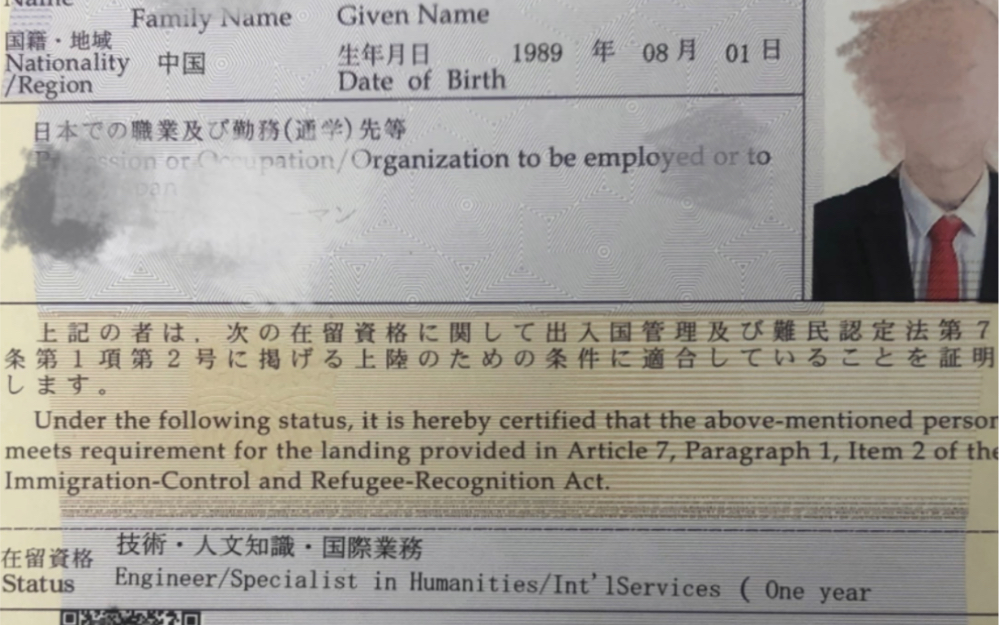 Name
Family Name Given Name
国籍・地域 中国 生年月日 1989 年 08 月 01 日
Nationality Date of Birth
/Region
日本での職業及び勤務(通学)先等
Profession or Occupation/Organization to be employed or to
ーマン
上記の者は，次の在留資格に関して出入国管理及び難民認定法第7
条第1項第2号に掲げる上陸のための条件に適合していることを証明
します。
Under the following status, it is hereby certified that the above-mentioned person
meets requirement for the landing provided in Article 7, Paragraph 1, Item 2 of the
Immigration-Control and Refugee-Recognition Act.
在留資格 技術・人文知識・国際業務
Status Engineer/Specialist in Humanities/Int'lServices ( One year